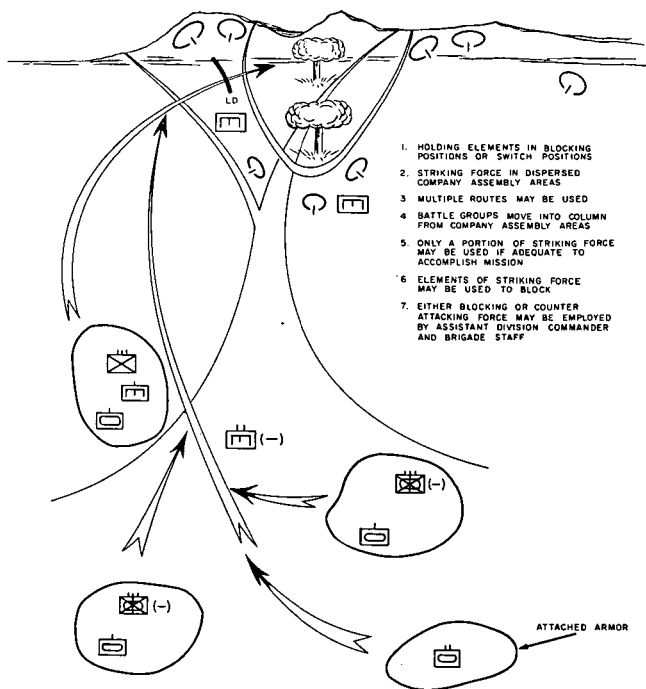 LD
1. HOLDING ELEMENTS IN BLOCKING
POSITIONS OR SWITCH POSITIONS
2. STRIKING FORCE IN DISPERSED
COMPANY ASSEMBLY AREAS
3 MULTIPLE ROUTES MAY BE USED
4 BATTLE GROUPS MOVE INTO COLUMN
FROM COMPANY ASSEMBLY AREAS
5. ONLY A PORTION OF STRIKING FORCE
MAY BE USED IF ADEQUATE TO
ACCOMPLISH MISSION
6 ELEMENTS OF STRIKING FORCE
MAY BE USED TO BLOCK
7. EITHER BLOCKING OR COUNTER
ATTACKING FORCE MAY BE EMPLOYED
BY ASSISTANT DIVISION COMMANDER
AND BRIGADE STAFF
(-)
(-)
(-)
ATTACHED ARMOR